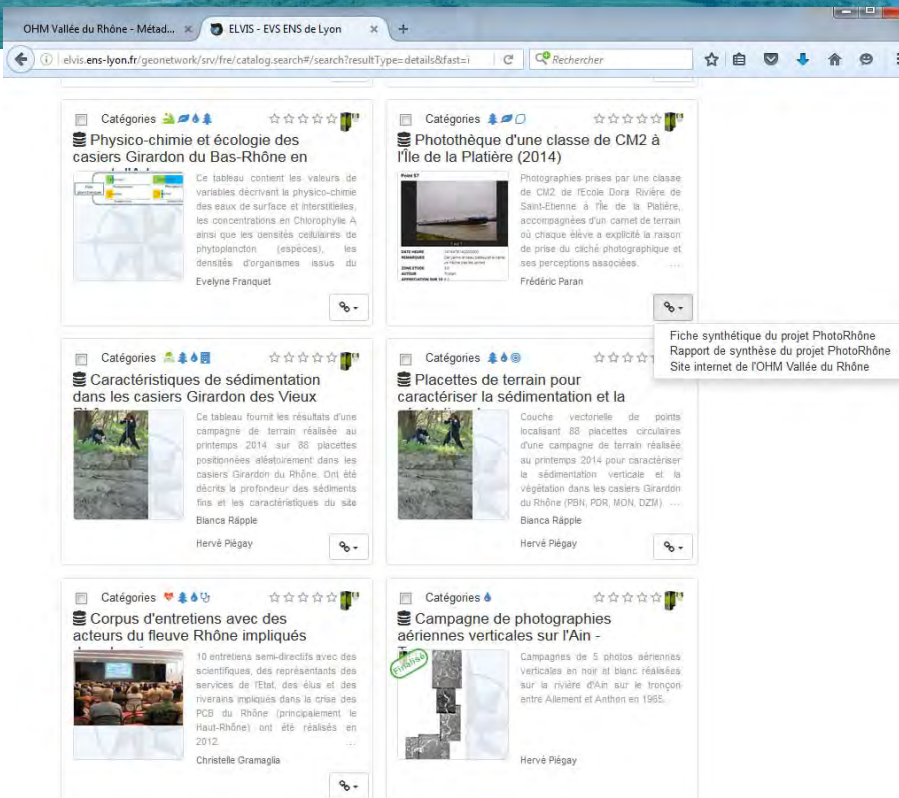 OHM Vallée du Rhône - Métad... ×
ELVIS - EVS ENS de Lyon ×
+
elvis.ens-lyon.fr/geonetwork/srv/fre/catalog.search#/search?resultType=details&fast=i
Rechercher
Catégories
Physico-chimie et écologie des
casiers Girardon du Bas-Rhône en
Ce tableau contient les valeurs de
variables décrivant la physico-chimie
des eaux de surface et interstitielles,
les concentrations en Chlorophylle A
ainsi que les densités cellulaires de
phytoplancton (espèces), les
densités d'organismes issus du
Evelyne Franquet
Catégories
Photothèque d'une classe de CM2 à
l'Île de la Platière (2014)
Point 57
Photographies prises par une classe
de CM2 de l'Ecole Dora Rivière de
Saint-Etienne à l'Île de la Platière,
accompagnées d'un carnet de terrain
où chaque élève a explicité la raison
de prise du cliché photographique et
ses perceptions associées. ...
Frédéric Paran
Fiche synthétique du projet PhotoRhône
Rapport de synthèse du projet PhotoRhône
Site internet de l'OHM Vallée du Rhône
Catégories
Caractéristiques de sédimentation
dans les casiers Girardon des Vieux
Ce tableau fournit les résultats d'une
campagne de terrain réalisée au
printemps 2014 sur 88 placettes
positionnées aléatoirement dans les
casiers Girardon du Rhône. Ont été
décrits la profondeur des sédiments
fins et les caractéristiques du site
Bianca Räpple
Hervé Piégay
Catégories
Placettes de terrain pour
caractériser la sédimentation et la
Couche vectorielle de points
localisant 88 placettes circulaires
d'une campagne de terrain réalisée
au printemps 2014 pour caractériser
la sédimentation verticale et la
végétation dans les casiers Girardon
du Rhône (PBN, PDR, MON, DZM) ...
Bianca Räpple
Hervé Piégay
Catégories
Corpus d'entretiens avec des
acteurs du fleuve Rhône impliqués
10 entretiens semi-directifs avec des
scientifiques, des représentants des
services de l'Etat, des élus et des
riverains impliqués dans la crise des
PCB du Rhône (principalement le
Haut-Rhône) ont été réalisés en
2012. ...
Christelle Gramaglia
Catégories
Campagne de photographies
aériennes verticales sur l'Ain -
Finalisé
Campagnes de 5 photos aériennes
verticales en noir et blanc réalisées
sur la rivière d'Ain sur le tronçon
entre Allement et Anthon en 1965.
Hervé Piégay